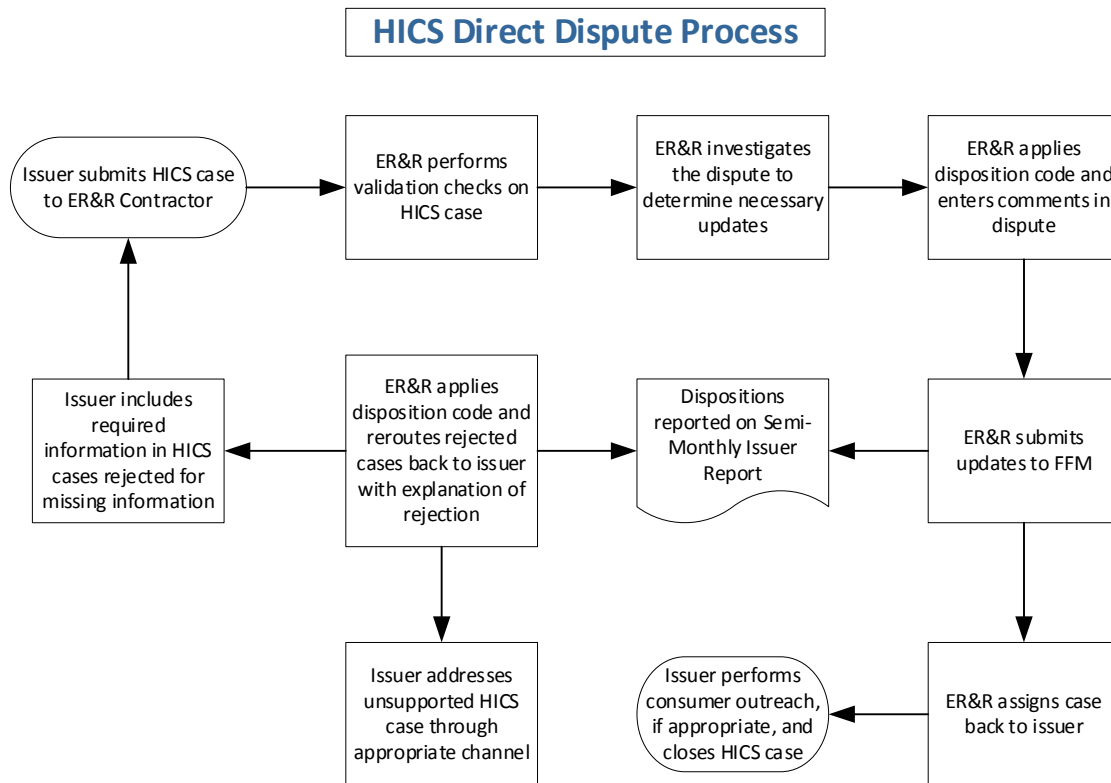 HICS Direct Dispute Process
Issuer submits HICS case
to ER&R Contractor
ER&R performs
validation checks on
HICS case
ER&R investigates
the dispute to
determine necessary
updates
ER&R applies
disposition code and
enters comments in
dispute
Issuer includes
required
information in HICS
cases rejected for
missing information
ER&R applies
disposition code and
reroutes rejected
cases back to issuer
with explanation of
rejection
Dispositions
reported on Semi-
Monthly Issuer
Report
ER&R submits
updates to FFM
Issuer addresses
unsupported HICS
case through
appropriate channel
Issuer performs
consumer outreach,
if appropriate, and
closes HICS case
ER&R assigns case
back to issuer